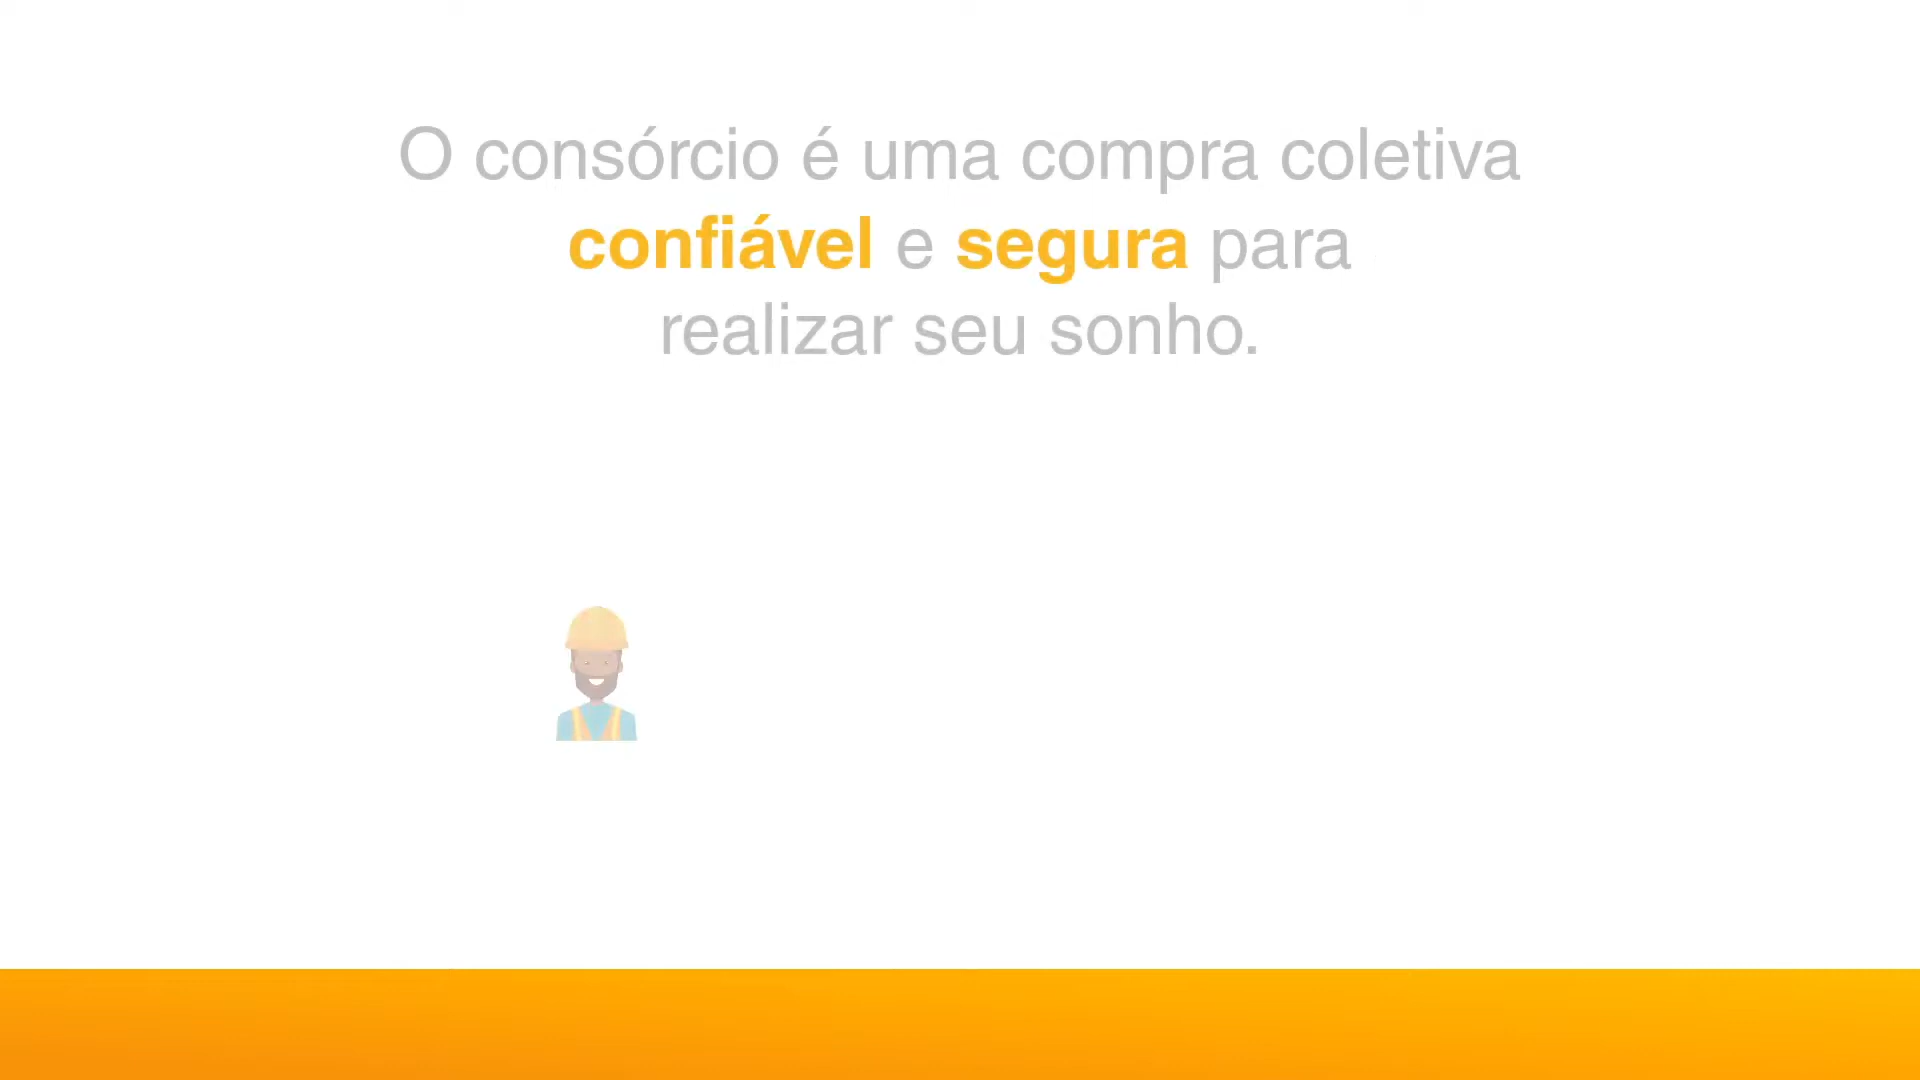 O consórcio é uma compra coletiva
confiável e segura para
realizar seu sonho.